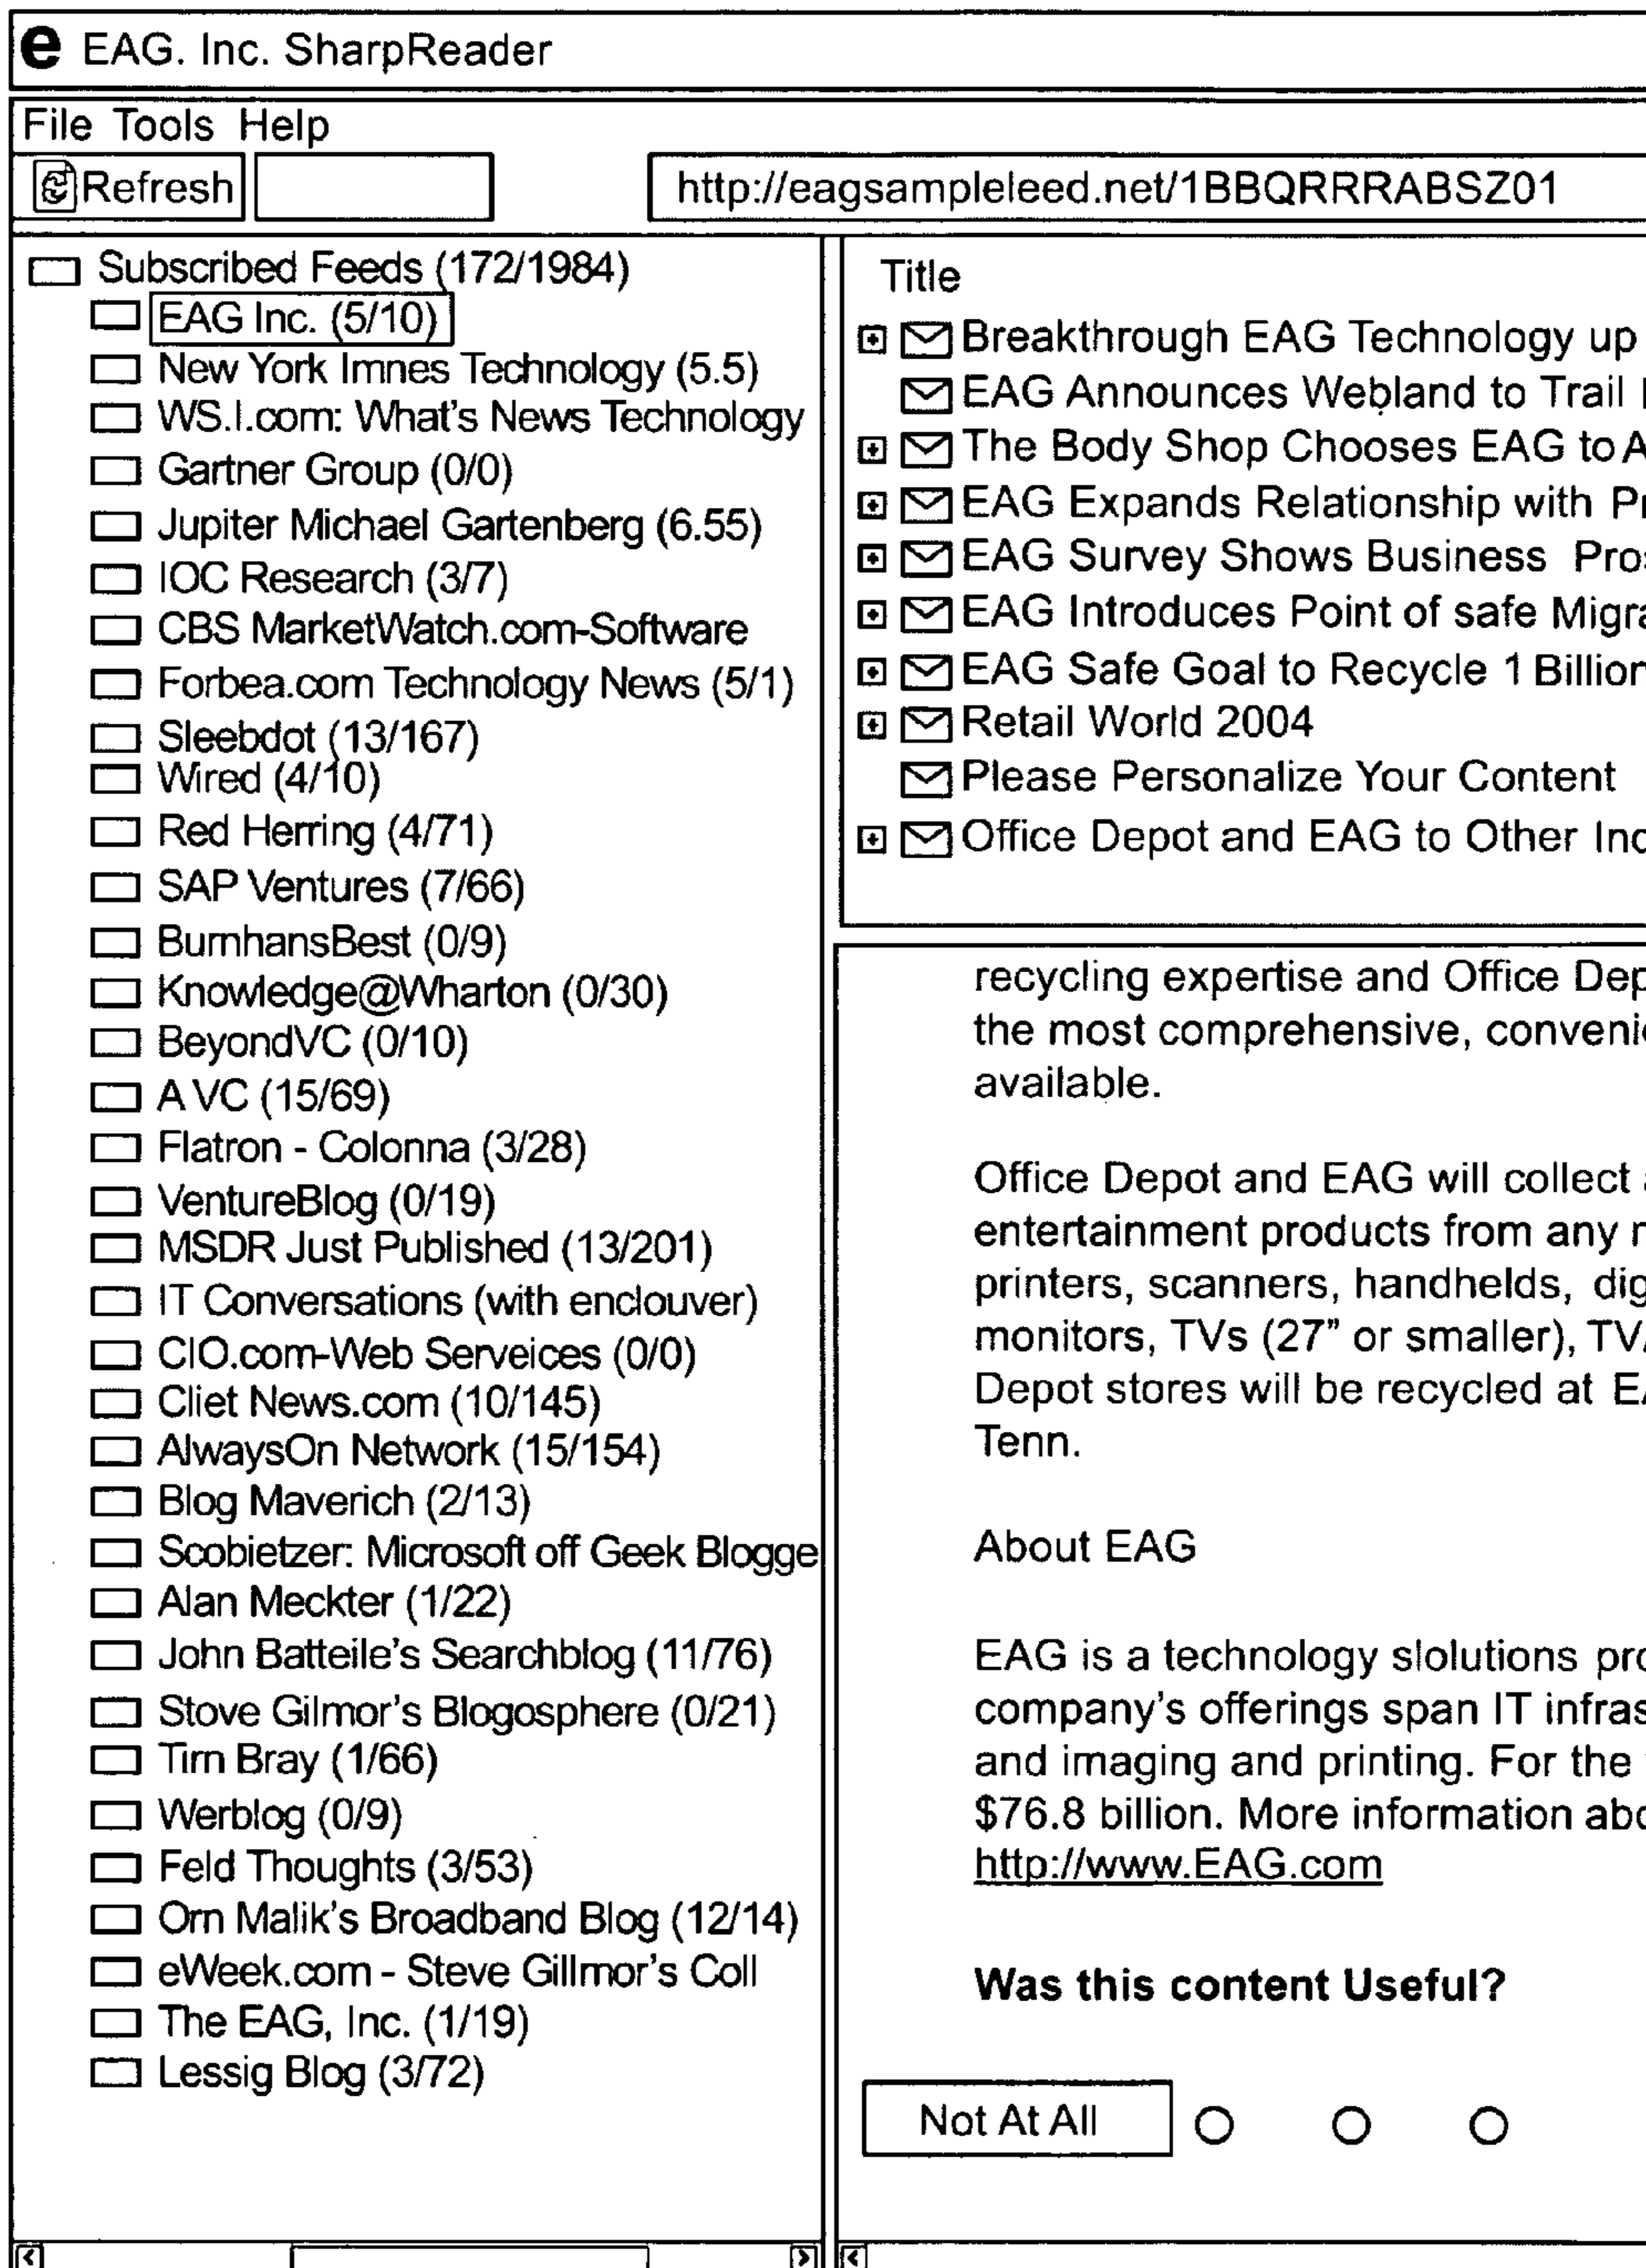 e EAG. Inc. SharpReader
File Tools Help
Refresh
http://eagsampleleed.net/1BBQRRRABSZ01
Subscribed Feeds (172/1984)
EAG Inc. (5/10)
New York Imnes Technology (5.5)
WS.I.com: What's News Technology
Gartner Group (0/0)
Jupiter Michael Gartenberg (6.55)
IOC Research (3/7)
CBS MarketWatch.com-Software
Forbea.com Technology News (5/1)
Sleebdot (13/167)
Wired (4/10)
Red Herring (4/71)
SAP Ventures (7/66)
BurnhansBest (0/9)
Knowledge@Wharton (0/30)
BeyondVC (0/10)
A VC (15/69)
Flatron - Colonna (3/28)
VentureBlog (0/19)
MSDR Just Published (13/201)
IT Conversations (with enclouver)
CIO.com-Web Serveices (0/0)
Cliet News.com (10/145)
AlwaysOn Network (15/154)
Blog Maverich (2/13)
Scobietzer: Microsoft off Geek Blogge
Alan Meckter (1/22)
John Batteile's Searchblog (11/76)
Stove Gilmor's Blogosphere (0/21)
Tim Bray (1/66)
Werblog (0/9)
Feld Thoughts (3/53)
Om Malik's Broadband Blog (12/14)
eWeek.com - Steve Gillmor's Coll
The EAG, Inc. (1/19)
Lessig Blog (3/72)
Title
Breakthrough EAG Technology up
EAG Announces Webland to Trail
The Body Shop Chooses EAG to A
EAG Expands Relationship with Pr
EAG Survey Shows Business Pros
EAG Introduces Point of safe Migra
EAG Safe Goal to Recycle 1 Billion
Retail World 2004
Please Personalize Your Content
Office Depot and EAG to Other Inc
recycling expertise and Office Dep
the most comprehensive, convenie
available.
Office Depot and EAG will collect a
entertainment products from any
printers, scanners, handhelds, dig
monitors, TVs (27" or smaller), TV/
Depot stores will be recycled at EA
Tenn.
About EAG
EAG is a technology slolutions pro
company's offerings span IT infras
and imaging and printing. For the
$76.8 billion. More information abo
http://www.EAG.com
Was this content Useful?
Not At All